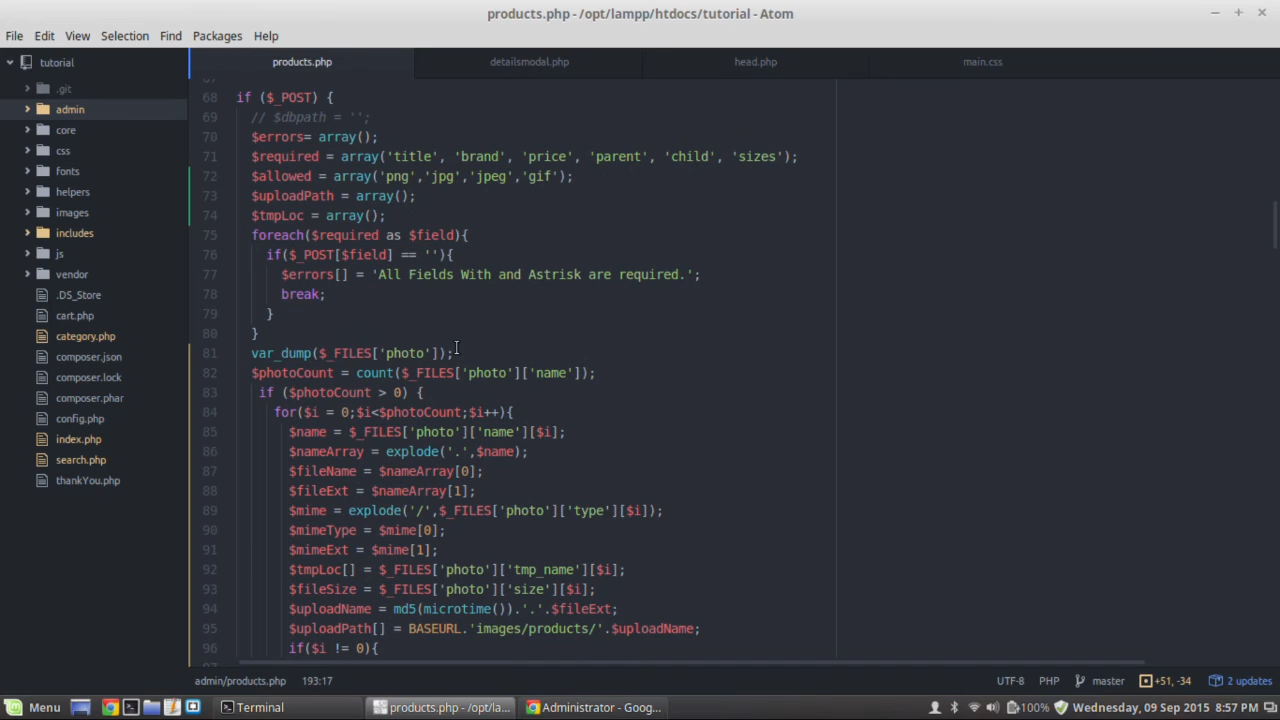 products.php - /opt/lampp/htdocs/tutorial - Atom
File Edit View Selection Find Packages Help
tutorial
.git
admin
core
css
fonts
helpers
images
includes
js
vendor
.DS_Store
cart.php
category.php
composer.json
composer.lock
composer.phar
config.php
index.php
search.php
thankYou.php
products.php detailsmodal.php head.php main.css
68 if ($_POST) {
69 // $dbpath = '';
70 $errors= array();
71 $required = array('title', 'brand', 'price', 'parent', 'child', 'sizes');
72 $allowed = array('png','jpg','jpeg','gif');
73 $uploadPath = array();
74 $tmpLoc = array();
75 foreach($required as $field){
76 if($_POST[$field] == ''){
77 $errors[] = 'All Fields With and Astrisk are required.';
78 break;
79 }
80 }
81 var_dump($_FILES['photo']);
82 $photoCount = count($_FILES['photo']['name']);
83 if ($photoCount > 0) {
84 for($i = 0;$i<$photoCount;$i++){
85 $name = $_FILES['photo']['name'][$i];
86 $nameArray = explode('.',$name);
87 $fileName = $nameArray[0];
88 $fileExt = $nameArray[1];
89 $mime = explode('/',$_FILES['photo']['type'][$i]);
90 $mimeType = $mime[0];
91 $mimeExt = $mime[1];
92 $tmpLoc[] = $_FILES['photo']['tmp_name'][$i];
93 $fileSize = $_FILES['photo']['size'][$i];
94 $uploadName = md5(microtime()).'.'.$fileExt;
95 $uploadPath[] = BASEURL.'images/products/'.$uploadName;
96 if($i != 0){
admin/products.php 193:17 UTF-8 PHP master +51, -34 2 updates
Menu Terminal products.php - /opt/la... Administrator - Goog... 100% Wednesday, 09 Sep 2015 8:57 PM